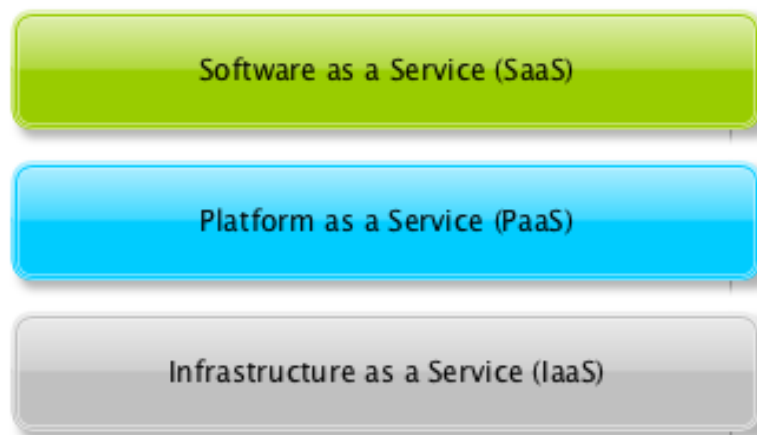 Software as a Service (SaaS)
Platform as a Service (PaaS)
Infrastructure as a Service (IaaS)